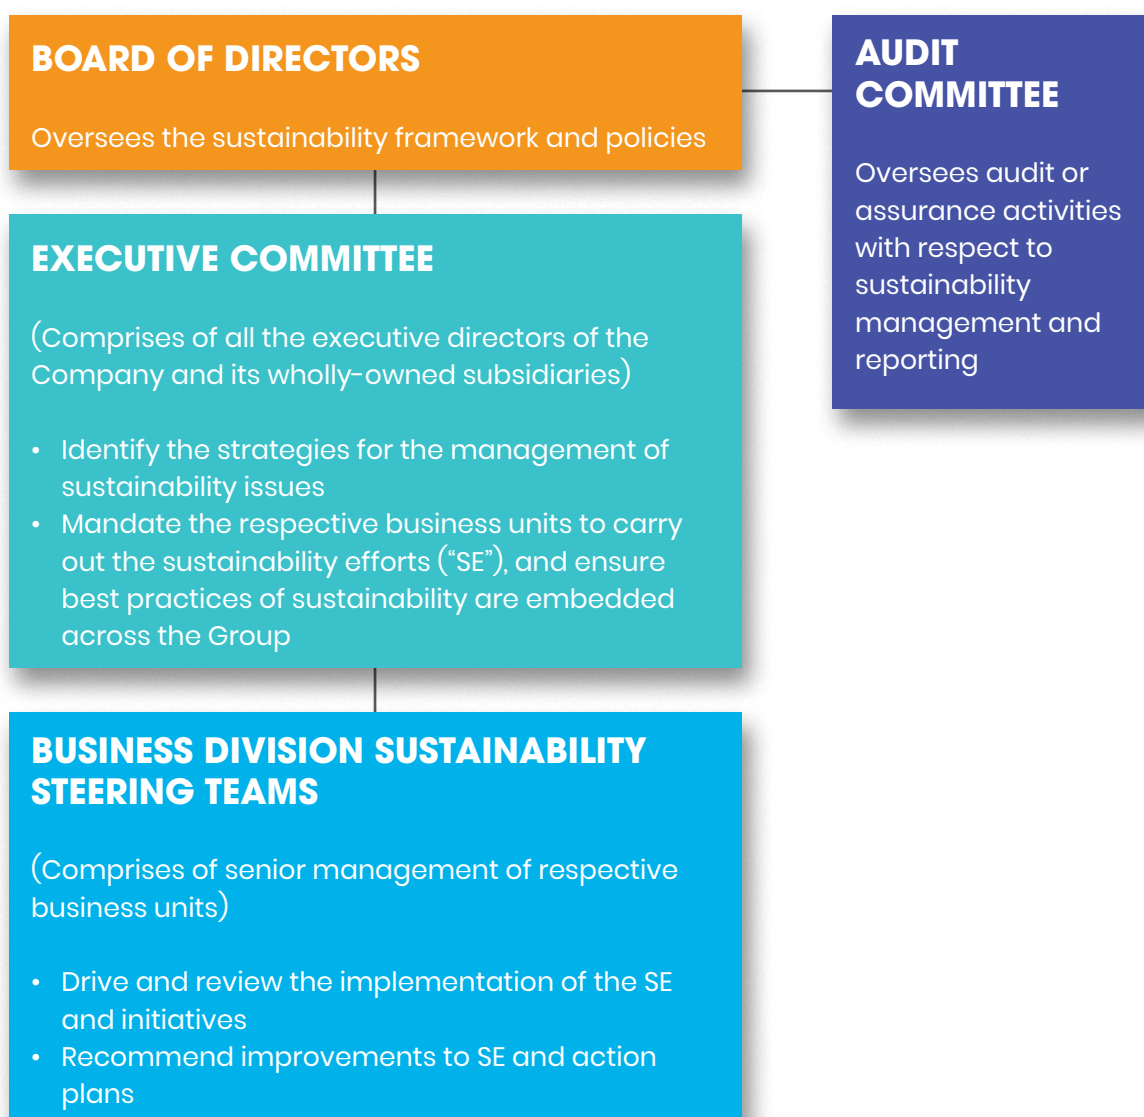 BOARD OF DIRECTORS
Oversees the sustainability framework and policies
AUDIT
COMMITTEE
Oversees audit or
assurance activities
with respect to
sustainability
management and
reporting
EXECUTIVE COMMITTEE
(Comprises of all the executive directors of the
Company and its wholly-owned subsidiaries)
• Identify the strategies for the management of
sustainability issues
• Mandate the respective business units to carry
out the sustainability efforts (“SE”), and ensure
best practices of sustainability are embedded
across the Group
BUSINESS DIVISION SUSTAINABILITY
STEERING TEAMS
(Comprises of senior management of respective
business units)
• Drive and review the implementation of the SE
and initiatives
• Recommend improvements to SE and action
plans